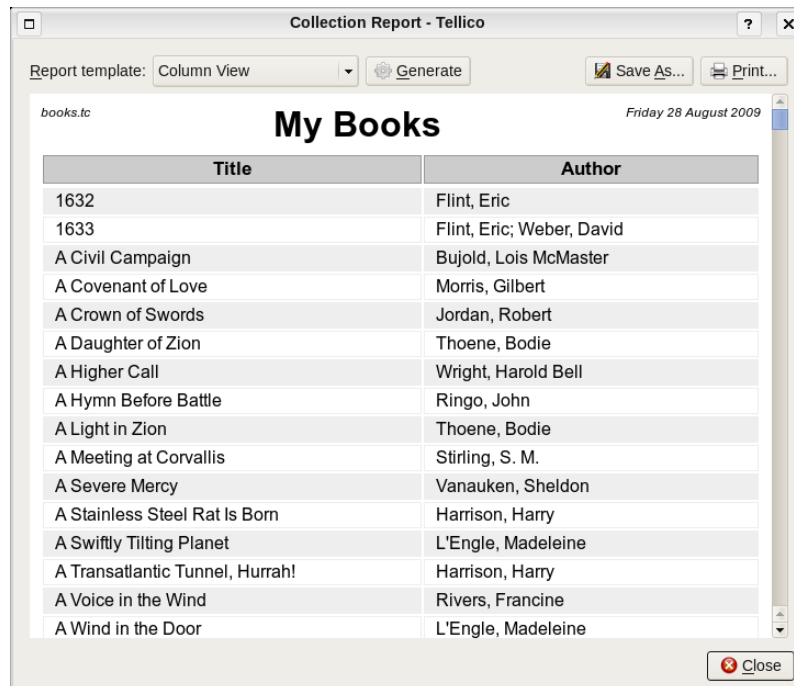 Collection Report - Tellico
?
Report template: Column View Generate Save As... Print...
books.tc My Books Friday 28 August 2009
Title Author
1632 Flint, Eric
1633 Flint, Eric; Weber, David
A Civil Campaign Bujold, Lois McMaster
A Covenant of Love Morris, Gilbert
A Crown of Swords Jordan, Robert
A Daughter of Zion Thoene, Bodie
A Higher Call Wright, Harold Bell
A Hymn Before Battle Ringo, John
A Light in Zion Thoene, Bodie
A Meeting at Corvallis Stirling, S. M.
A Severe Mercy Vanauken, Sheldon
A Stainless Steel Rat Is Born Harrison, Harry
A Swiftly Tilting Planet L'Engle, Madeleine
A Transatlantic Tunnel, Hurrah! Harrison, Harry
A Voice in the Wind Rivers, Francine
A Wind in the Door L'Engle, Madeleine
Close